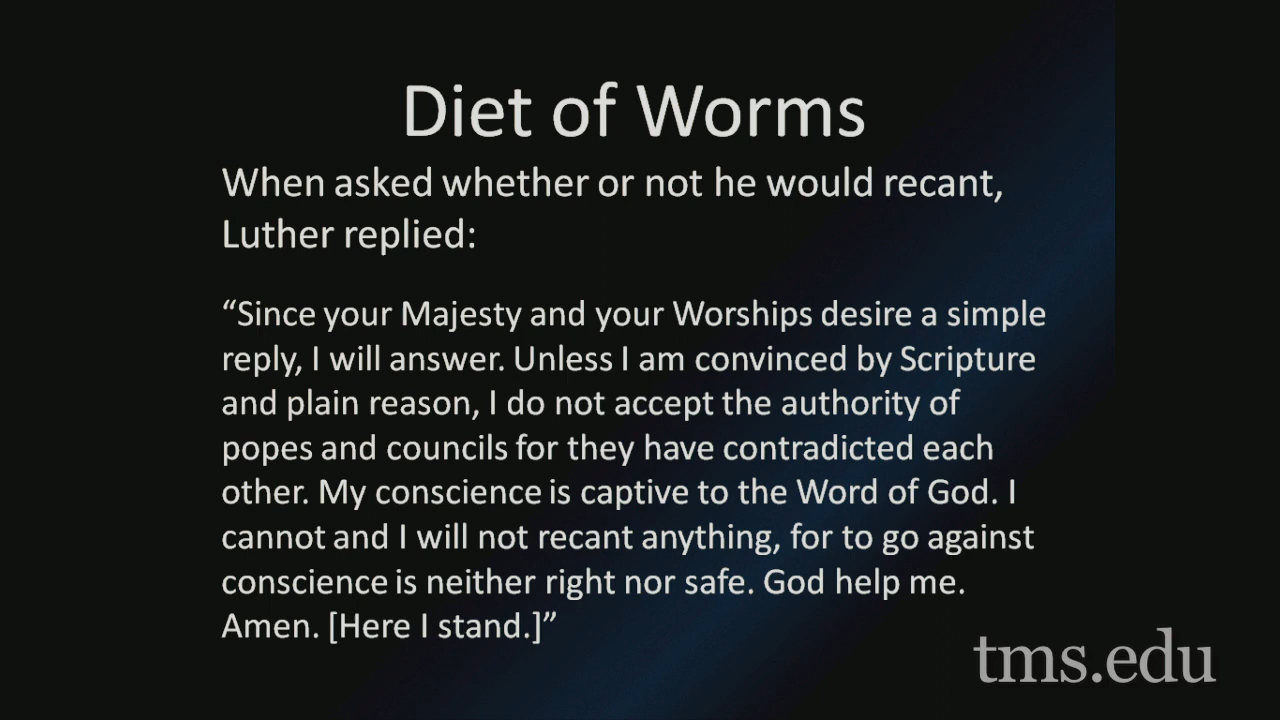 Diet of Worms
When asked whether or not he would recant,
Luther replied:
“Since your Majesty and your Worships desire a simple
reply, I will answer. Unless I am convinced by Scripture
and plain reason, I do not accept the authority of
popes and councils for they have contradicted each
other. My conscience is captive to the Word of God. I
cannot and I will not recant anything, for to go against
conscience is neither right nor safe. God help me.
Amen. [Here I stand.]”
tms.edu